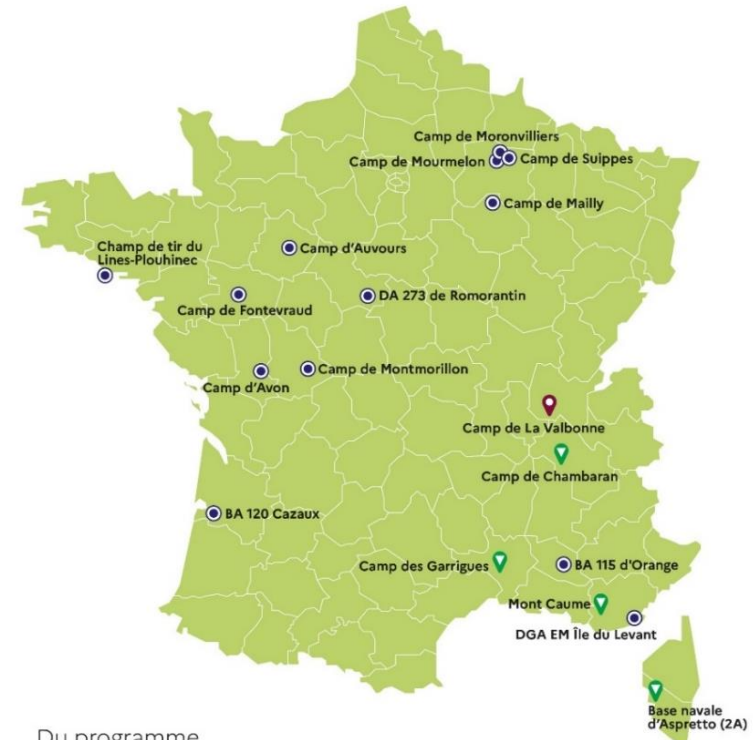 Camp de Moronvilliers
Camp de Mourmelon
Camp de Suippes
Camp de Mailly
Champ de tir du
Lines-Plouhinec
Camp d'Auvours
Camp de Fontevraud
DA 273 de Romorantin
Camp d'Avon
Camp de Montmorillon
Camp de La Valbonne
Camp de Chambaran
BA 120 Cazaux
Camp des Garrigues
BA 115 d'Orange
Mont Caume
DGA EM Île du Levant
Base navale
d'Aspretto (2A)
Du programme